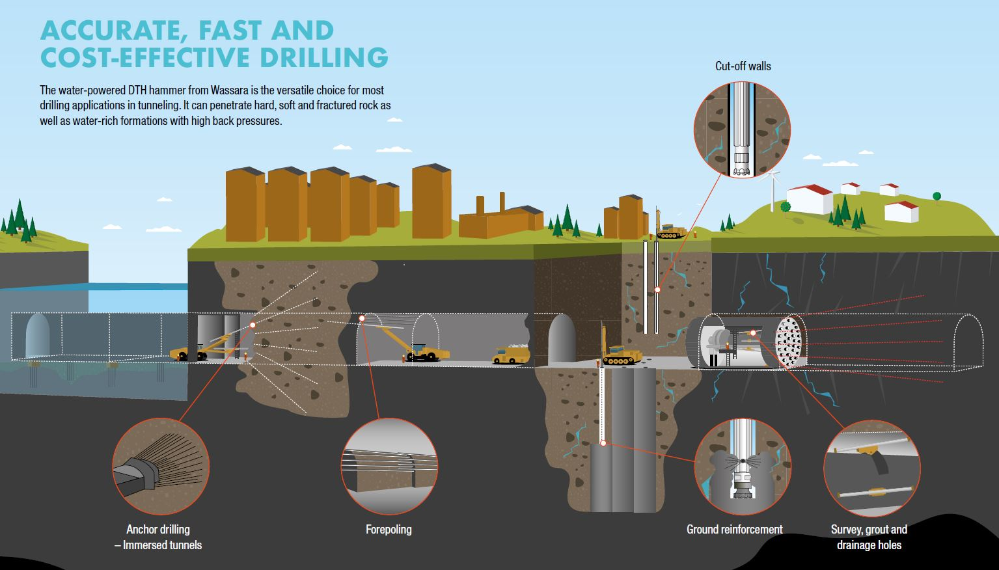 ACCURATE, FAST AND
COST-EFFECTIVE DRILLING
The water-powered DTH hammer from Wassara is the versatile choice for most
drilling applications in tunneling. It can penetrate hard, soft and fractured rock as
well as water-rich formations with high back pressures.
Cut-off walls
Anchor drilling
– Immersed tunnels
Forepoling
Ground reinforcement
Survey, grout and
drainage holes